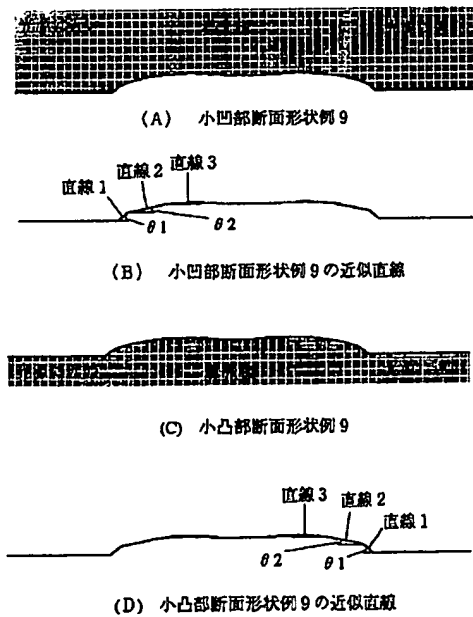 (A) 小凹部断面形状例9
直線3
直線2
直線1
θ1
θ2
(B) 小凹部断面形状例9の近似直線
(C) 小凸部断面形状例9
直線3
直線2
直線1
θ2
θ1
(D) 小凸部断面形状例9の近似直線